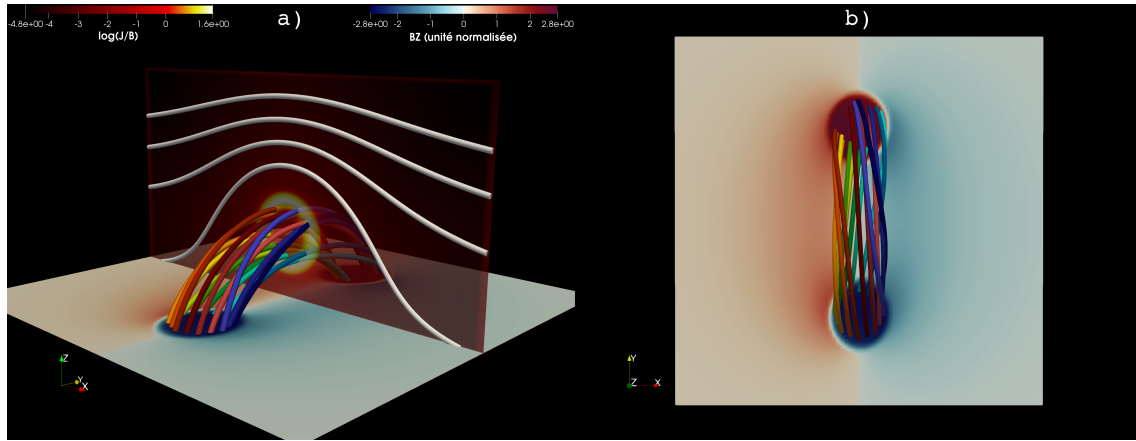 a)
b)
-4.8e+00 -4 -3 -2 -1 0 1.6e+00
log(J/B)
-2.8e+00 -2 -1 0 1 2 2.8e+00
BZ (unité normalisée)
Z
Y
X
Y
Z
X